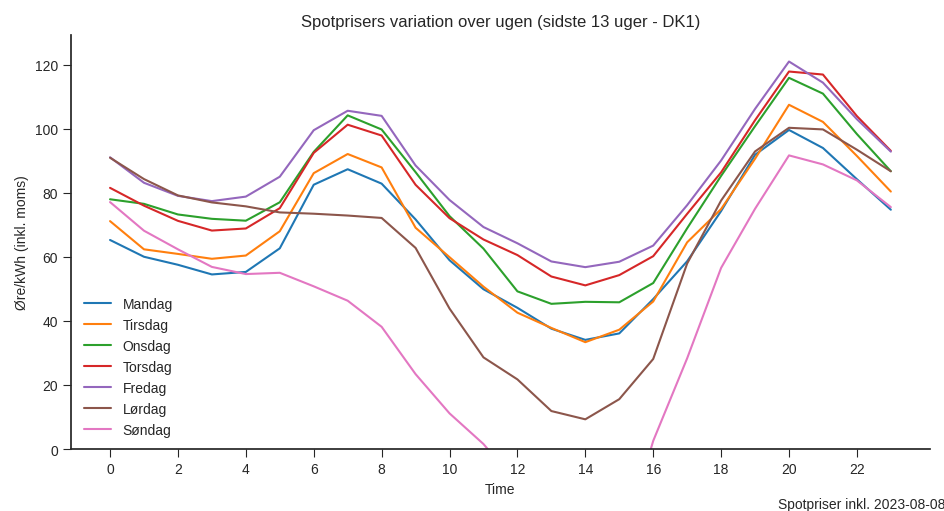 Spotprisers variation over ugen (sidste 13 uger - DK1)
Øre/kWh (inkl. moms)
120
100
80
60
40
20
0
Mandag
Tirsdag
Onsdag
Torsdag
Fredag
Lørdag
Søndag
0 2 4 6 8 10 12 14 16 18 20 22
Time
Spotpriser inkl. 2023-08-08